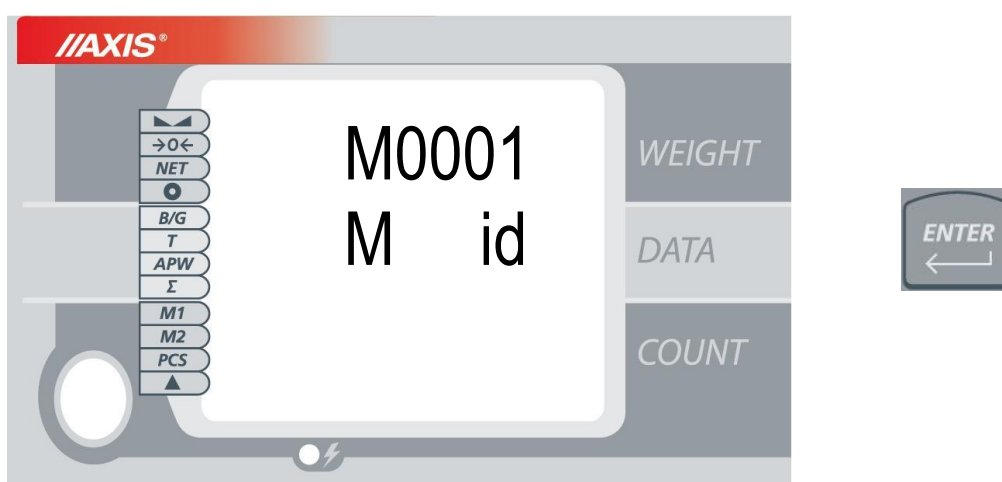 //AXIS®
M0001
M id
WEIGHT
DATA
COUNT
→0←
NET
B/G
T
APW
Σ
M1
M2
PCS
ENTER